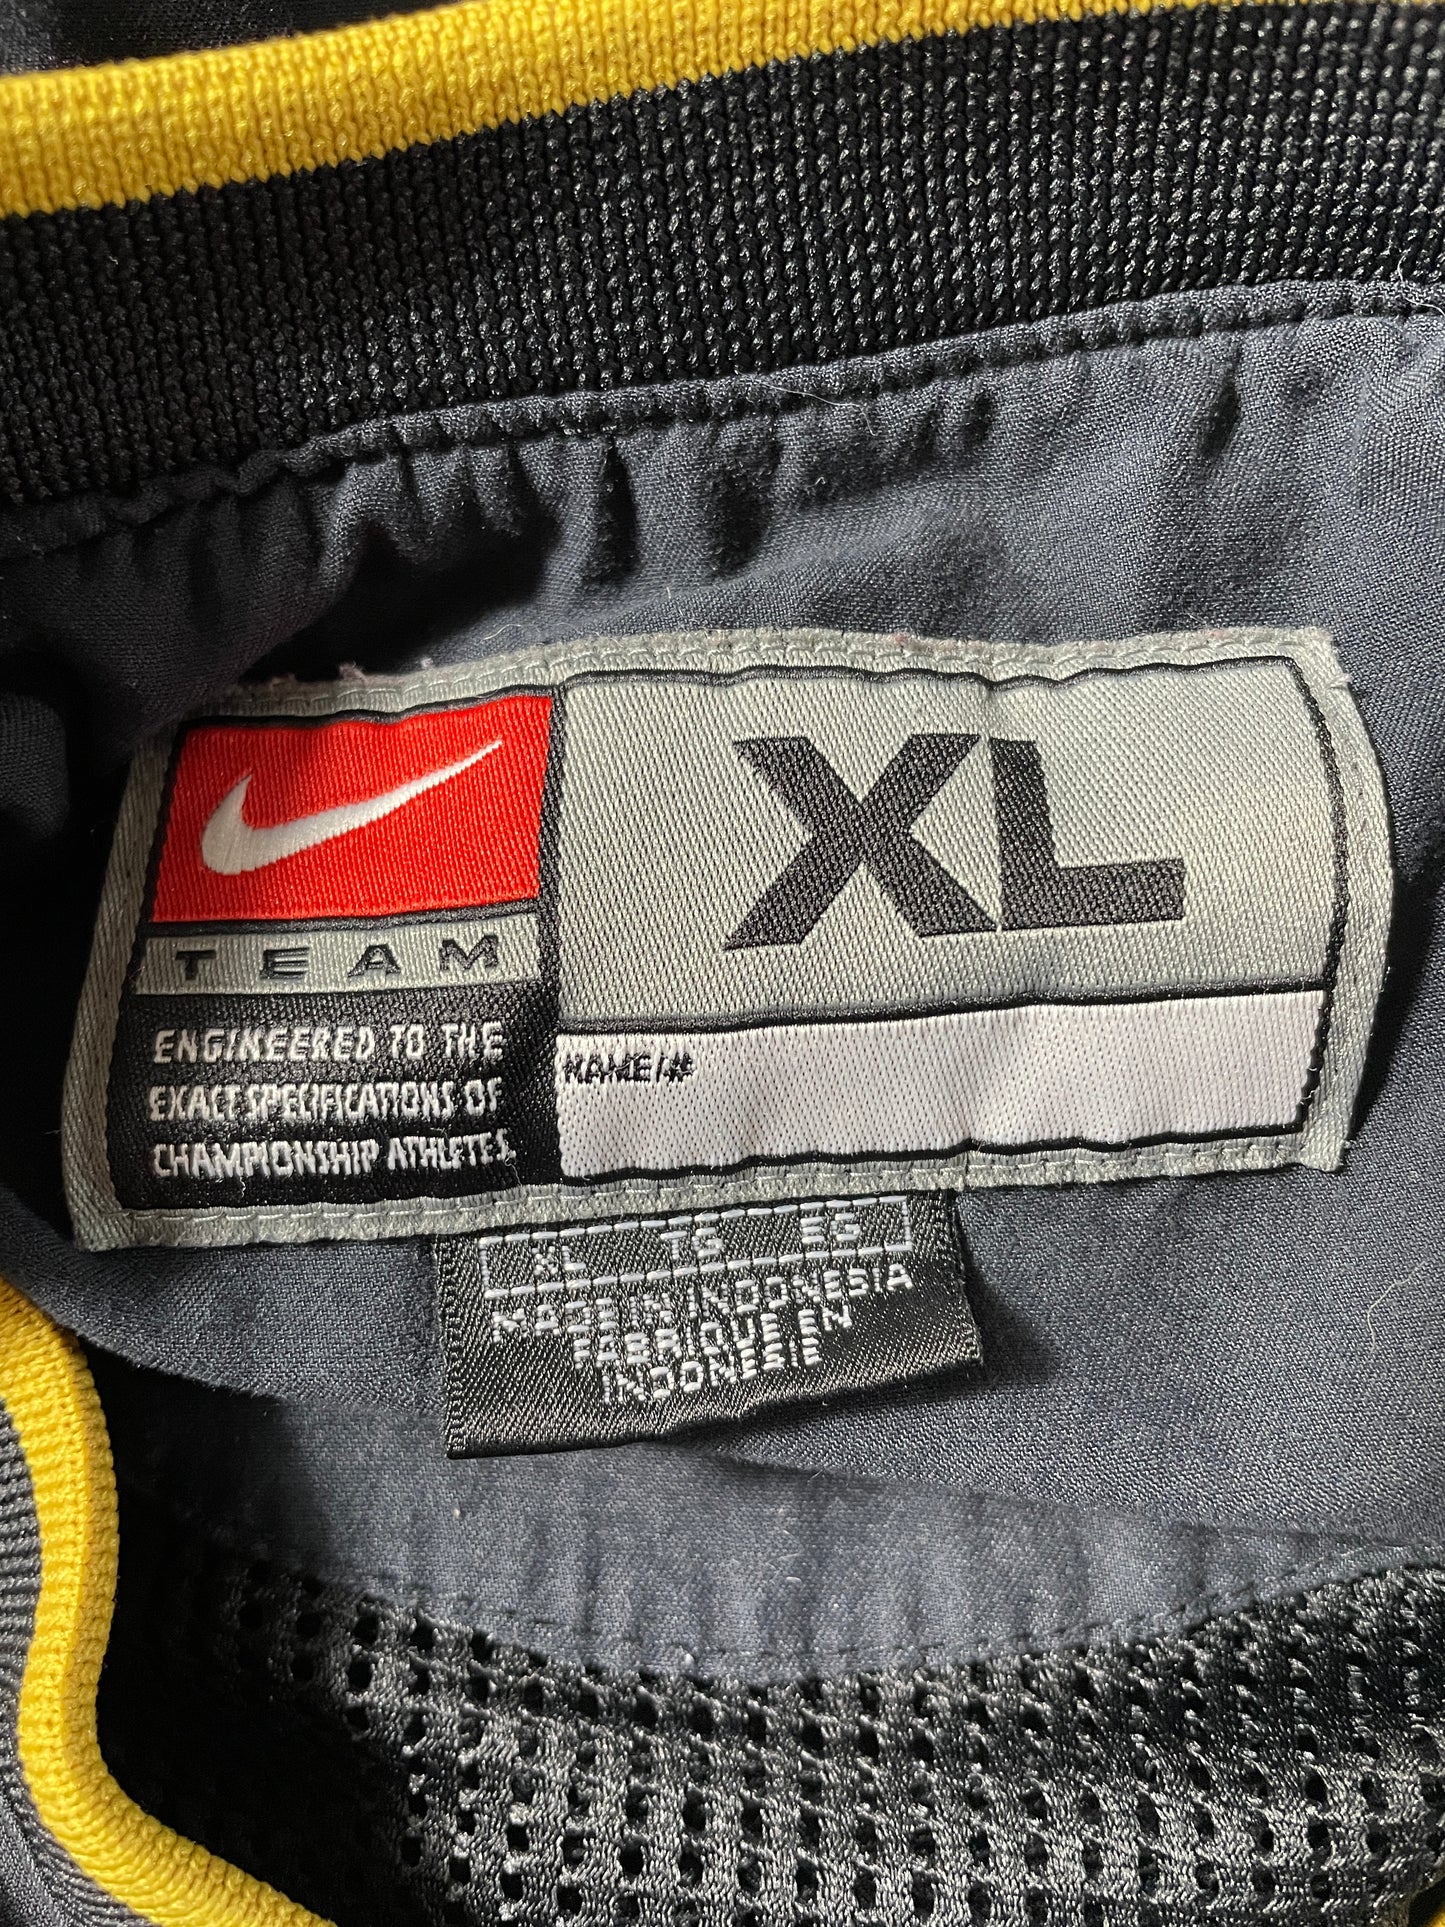 XL
TEAM
ENGINEERED TO THE
EXACT SPECIFICATIONS OF
CHAMPIONSHIP ATHLETES.
NAME/#
XL TG EG
MADE IN INDONESIA
FABRIQUE EN
INDONESIE